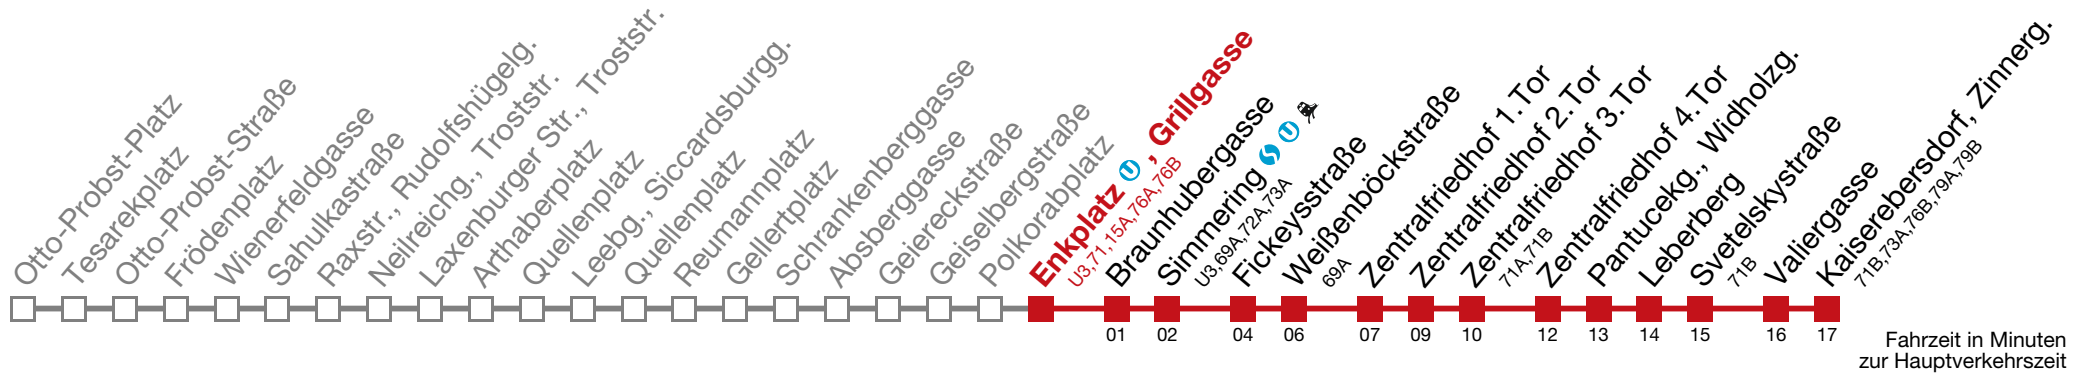 Otto-Probst-Platz
Tesarekplatz
Otto-Probst-Straße
Frödenplatz
Wienerfeldgasse
Sahulkastraße
Raxstr., Rudolfshügelg.
Neilreichg., Troststr.
Laxenburger Str., Troststr.
Arthaberplatz
Quellenplatz
Leebg., Siccardsburgg.
Quellenplatz
Reumannplatz
Gellertplatz
Schrankenberggasse
Absberggasse
Geiereckstraße
Geiselbergstraße
Polkorabplatz
Enkplatz U, Grillgasse
U3,71,15A,76A,76B
Braunhubergasse
Simmering S U
U3,69A,72A,73A
Fickeysstraße
Weißenböckstraße
69A
Zentralfriedhof 1. Tor
Zentralfriedhof 2. Tor
Zentralfriedhof 3. Tor
71A,71B
Zentralfriedhof 4. Tor
Pantucekg., Widholzg.
Leberberg
Svetelskystraße
71B
Valiergasse
Kaiserebersdorf, Zinnerg.
71B,73A,76B,79A,79B
01 02 04 06 07 09 10 12 13 14 15 16 17
Fahrzeit in Minuten
zur Hauptverkehrszeit